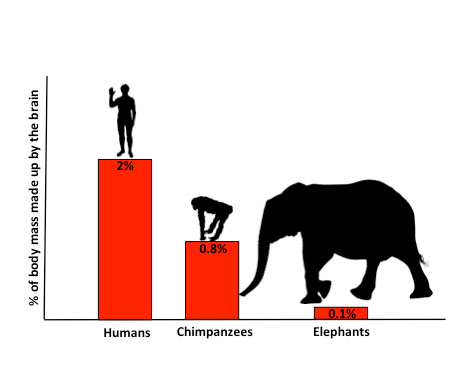 % of body mass made up by the brain
2%
0.8%
0.1%
Humans
Chimpanzees
Elephants